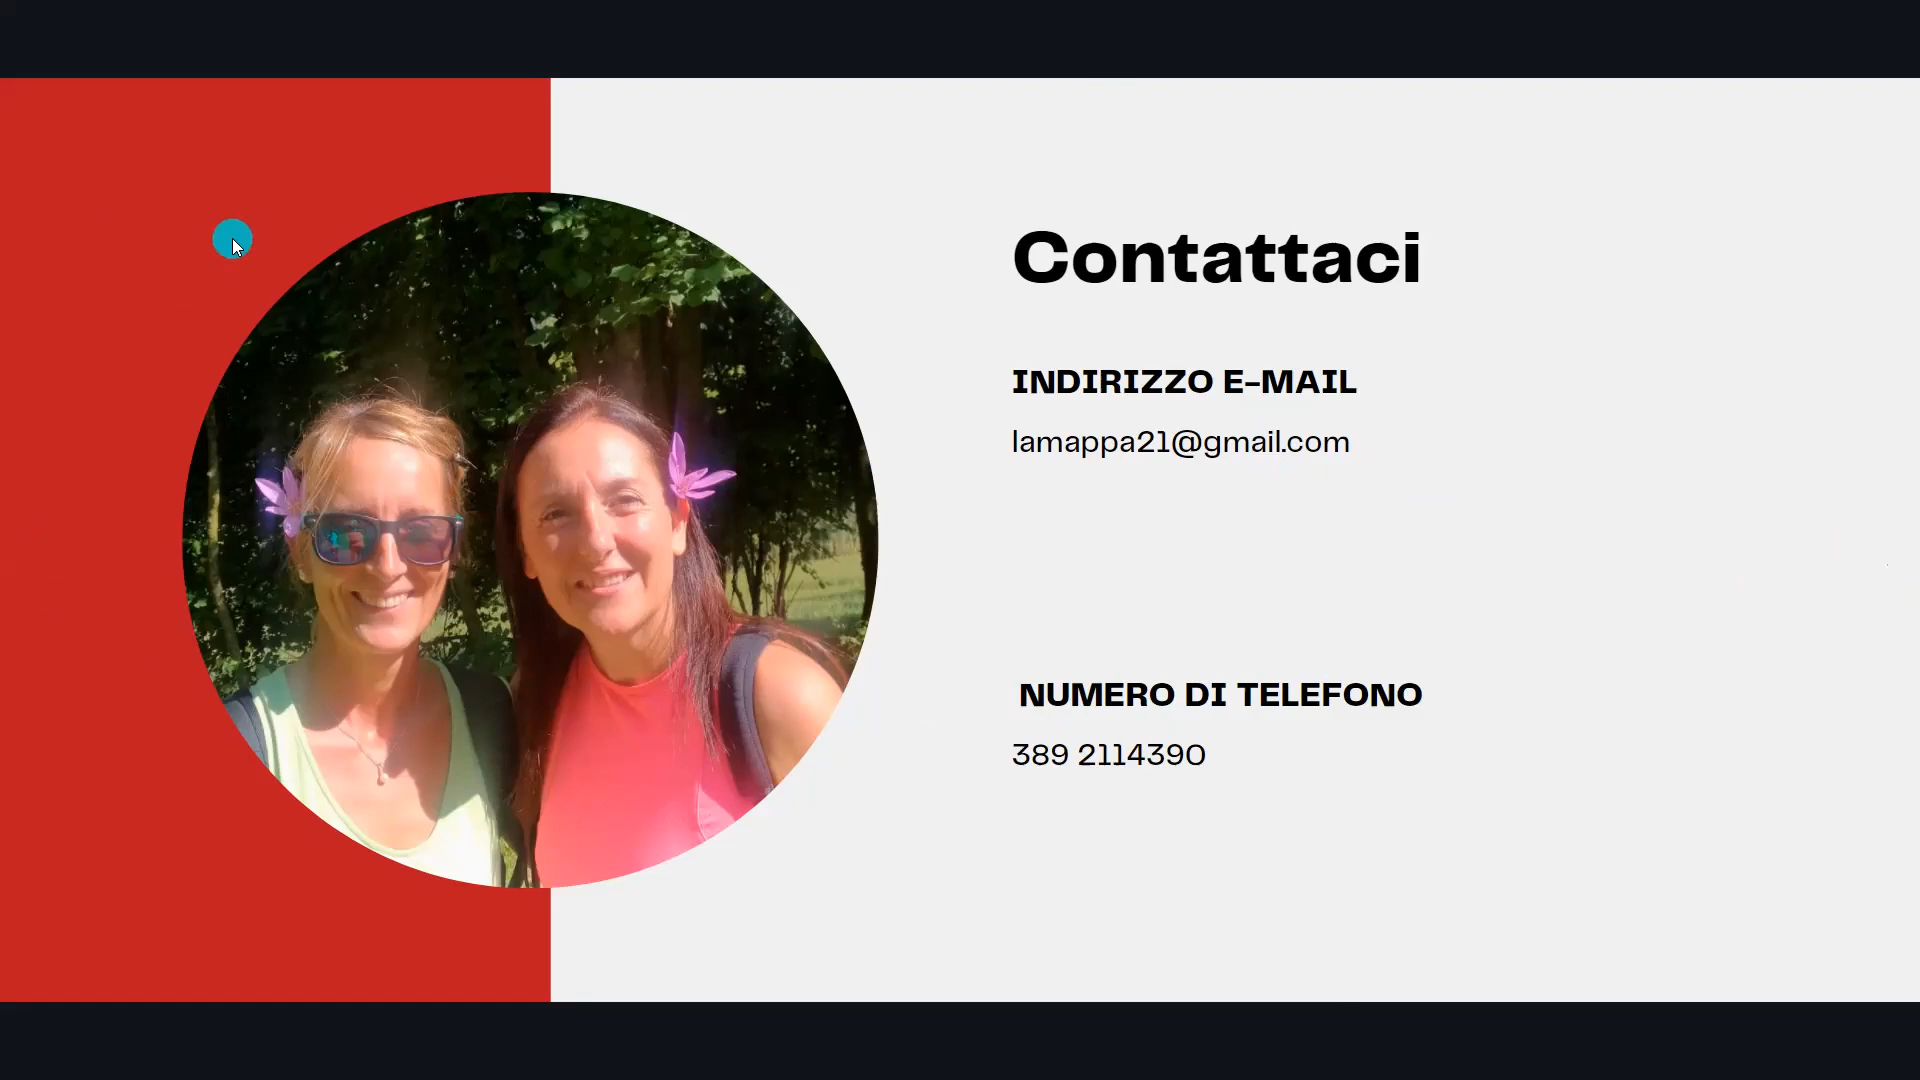 Contattaci
INDIRIZZO E-MAIL
lamappa21@gmail.com
NUMERO DI TELEFONO
389 2114390